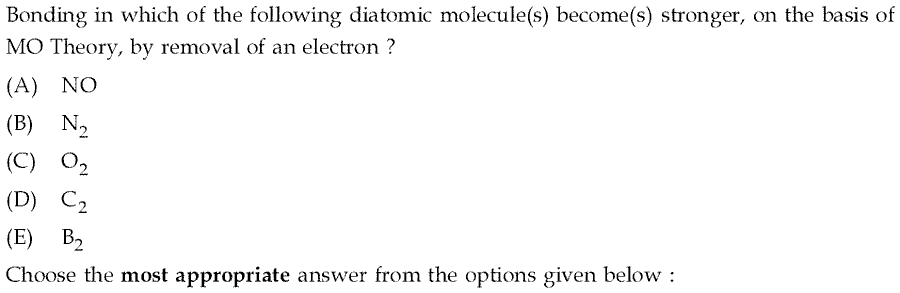 Bonding in which of the following diatomic molecule(s) become(s) stronger, on the basis of
MO Theory, by removal of an electron ?
(A) NO
(B) N₂
(C) O₂
(D) C₂
(E) B₂
Choose the most appropriate answer from the options given below :